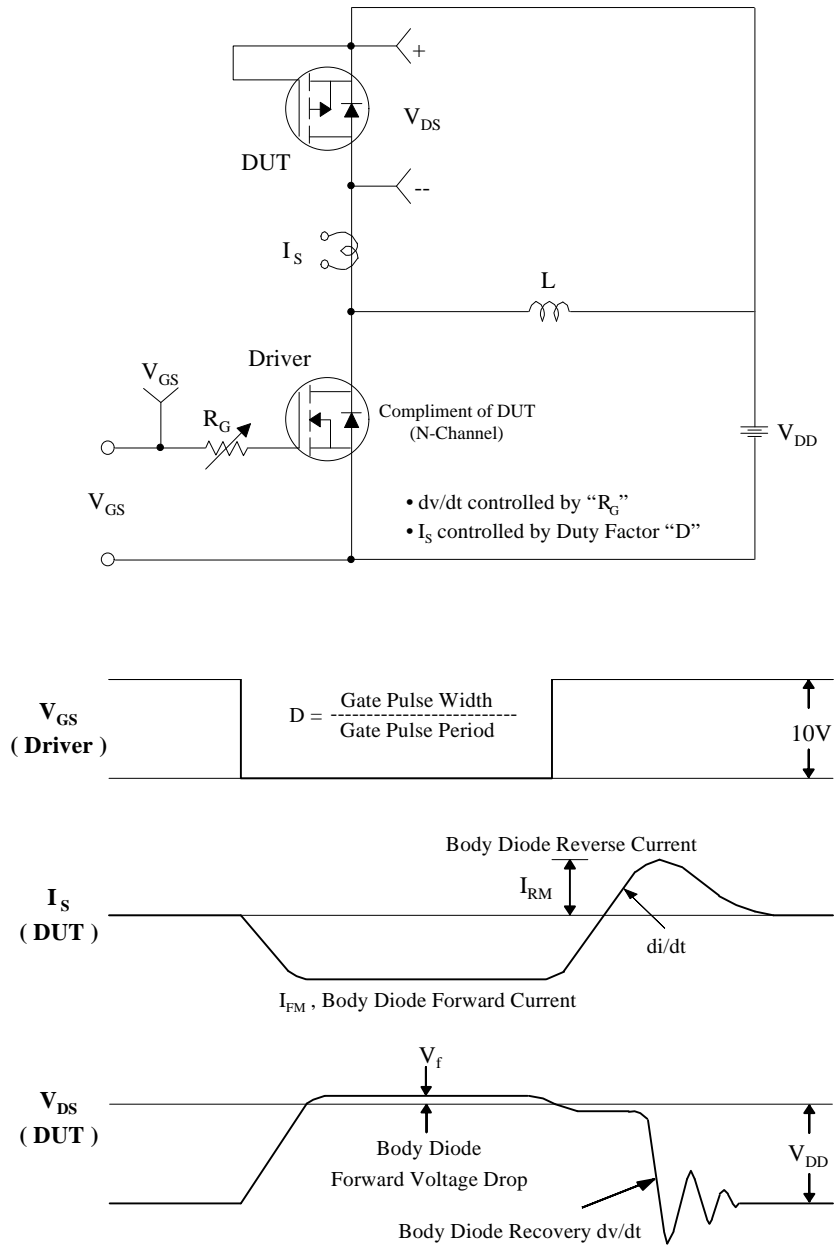 +
V_DS
DUT
--
I_S
L
Driver
V_GS
R_G
Compliment of DUT
(N-Channel)
V_DD
V_GS
• dv/dt controlled by “R_G”
• I_S controlled by Duty Factor “D”
V_GS
( Driver )
D = Gate Pulse Width
--------------------------
Gate Pulse Period
10V
Body Diode Reverse Current
I_S
( DUT )
I_RM
di/dt
I_FM , Body Diode Forward Current
V_f
V_DS
( DUT )
Body Diode
Forward Voltage Drop
V_DD
Body Diode Recovery dv/dt